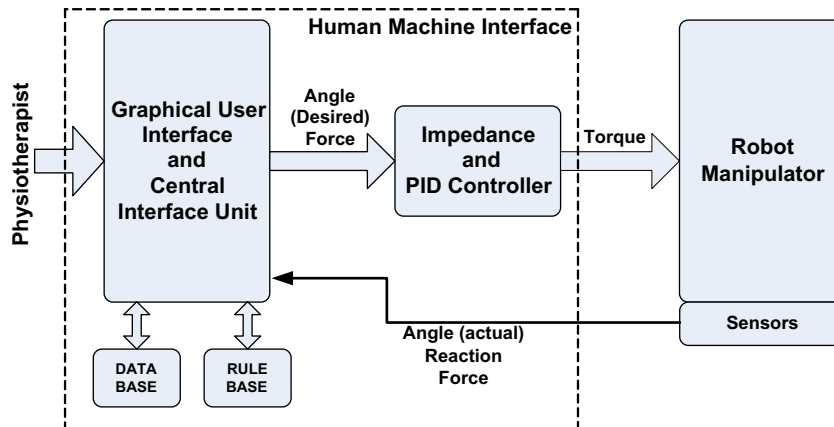 Human Machine Interface
Physiotherapist
Graphical User
Interface
and
Central
Interface Unit
Angle
(Desired)
Force
Impedance
and
PID Controller
Torque
Robot
Manipulator
Sensors
Angle (actual)
Reaction
Force
DATA
BASE
RULE
BASE